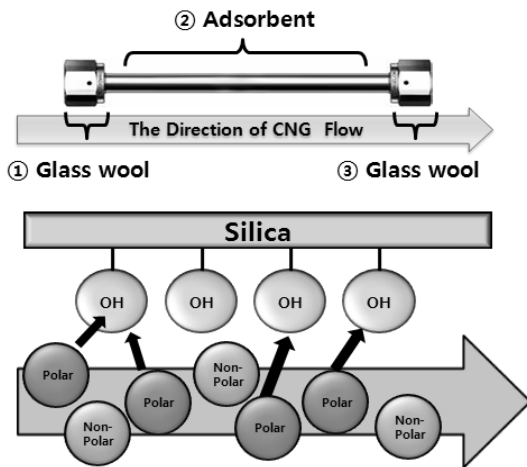 ② Adsorbent
The Direction of CNG Flow
① Glass wool
③ Glass wool
Silica
OH
OH
OH
OH
Polar
Non-
Polar
Polar
Non-
Polar
Polar
Polar
Non-
Polar